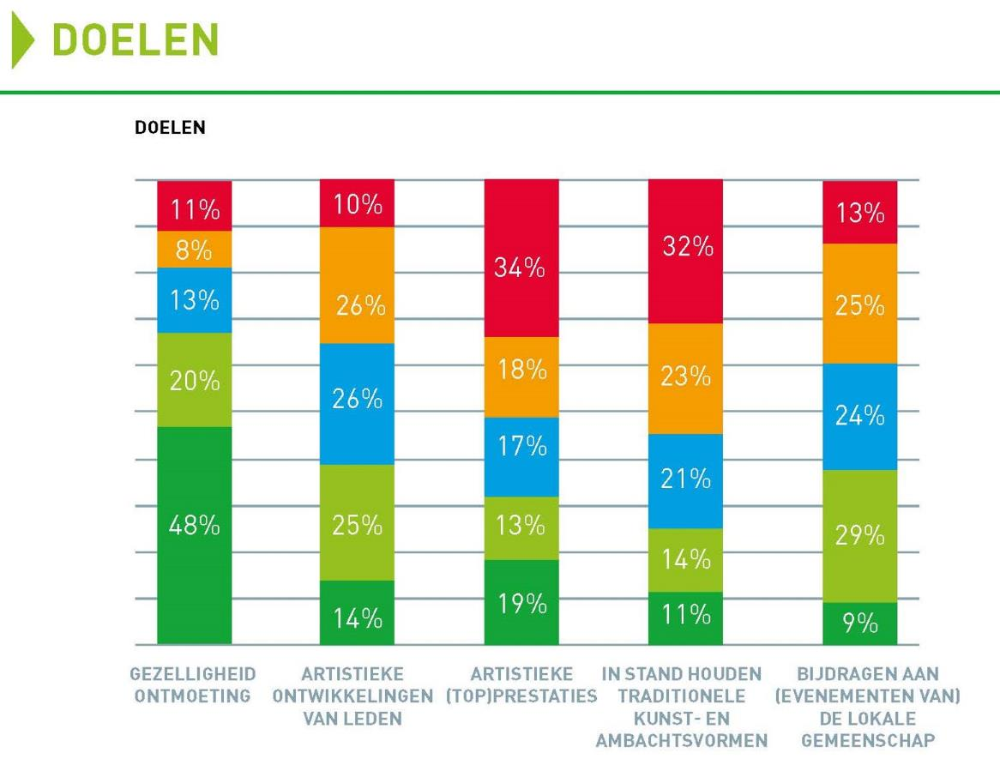 DOELEN
DOELEN
11%
8%
13%
20%
48%
10%
26%
26%
25%
14%
34%
18%
17%
13%
19%
32%
23%
21%
14%
11%
13%
25%
24%
29%
9%
GEZELLIGHEID
ONTMOETING
ARTISTIEKE
ONTWIKKELINGEN
VAN LEDEN
ARTISTIEKE
(TOP)PRESTATIES
IN STAND HOUDEN
TRADITIONELE
KUNST- EN
AMBACHTSVORMEN
BIJDRAGEN AAN
(EVENEMENTEN VAN)
DE LOKALE
GEMEENSCHAP